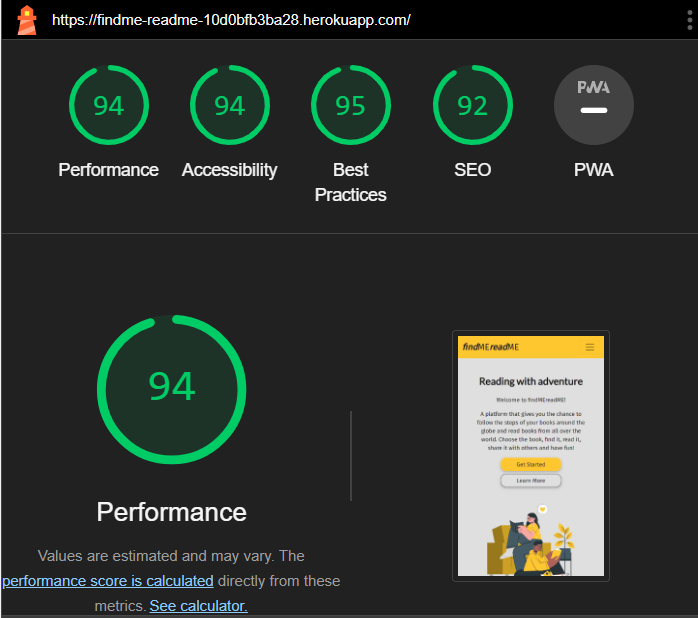 https://findme-readme-10d0bfb3ba28.herokuapp.com/
94
94
95
92
PWA
Performance
Accessibility
Best
Practices
SEO
PWA
94
Performance
Values are estimated and may vary. The
performance score is calculated directly from these
metrics. See calculator.
findMEreadME
Reading with adventure
Welcome to findMEreadME!
A platform that gives you the chance to
follow the steps of your books around the
globe and read books from all over the
world. Choose the book, find it, read it,
share it with others and have fun!
Get Started
Learn More